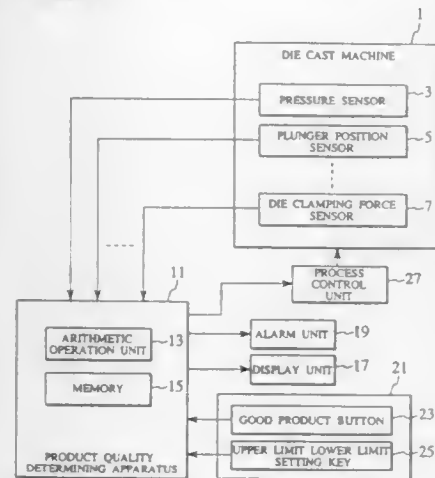 1
DIE CAST MACHINE
PRESSURE SENSOR
3
PLUNGER POSITION
SENSOR
5
DIE CLAMPING FORCE
SENSOR
7
11
PROCESS
CONTROL
UNIT
27
ARITHMETIC
OPERATION UNIT
13
ALARM UNIT
19
MEMORY
15
DISPLAY UNIT
17
21
GOOD PRODUCT BUTTON
23
UPPER LIMIT LOWER LIMIT
SETTING KEY
25
PRODUCT QUALITY
DETERMINING APPARATUS